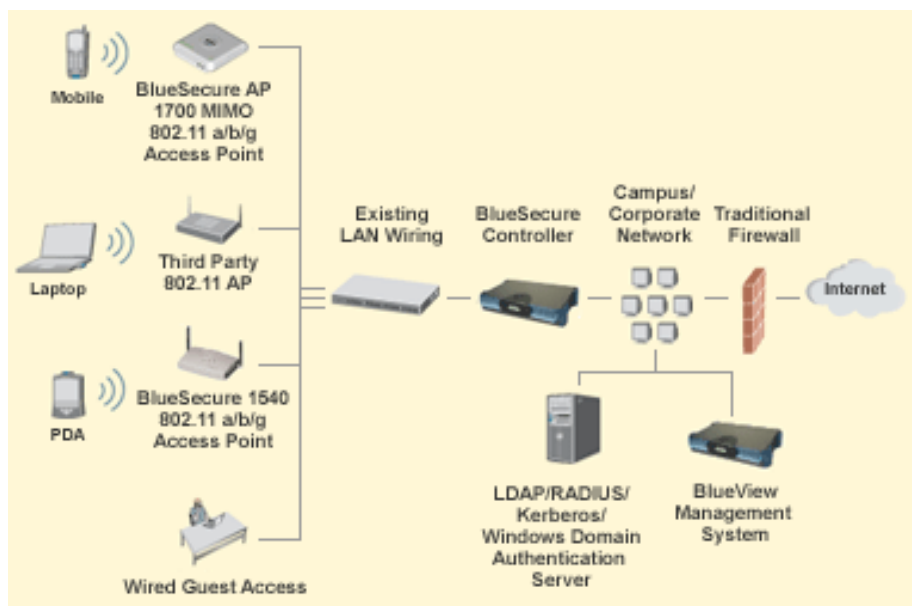 Mobile
BlueSecure AP
1700 MIMO
802.11 a/b/g
Access Point
Laptop
Third Party
802.11 AP
PDA
BlueSecure 1540
802.11 a/b/g
Access Point
Wired Guest Access
Existing
LAN Wiring
BlueSecure
Controller
Campus/
Corporate
Network
Traditional
Firewall
Internet
LDAP/RADIUS/
Kerberos/
Windows Domain
Authentication
Server
BlueView
Management
System